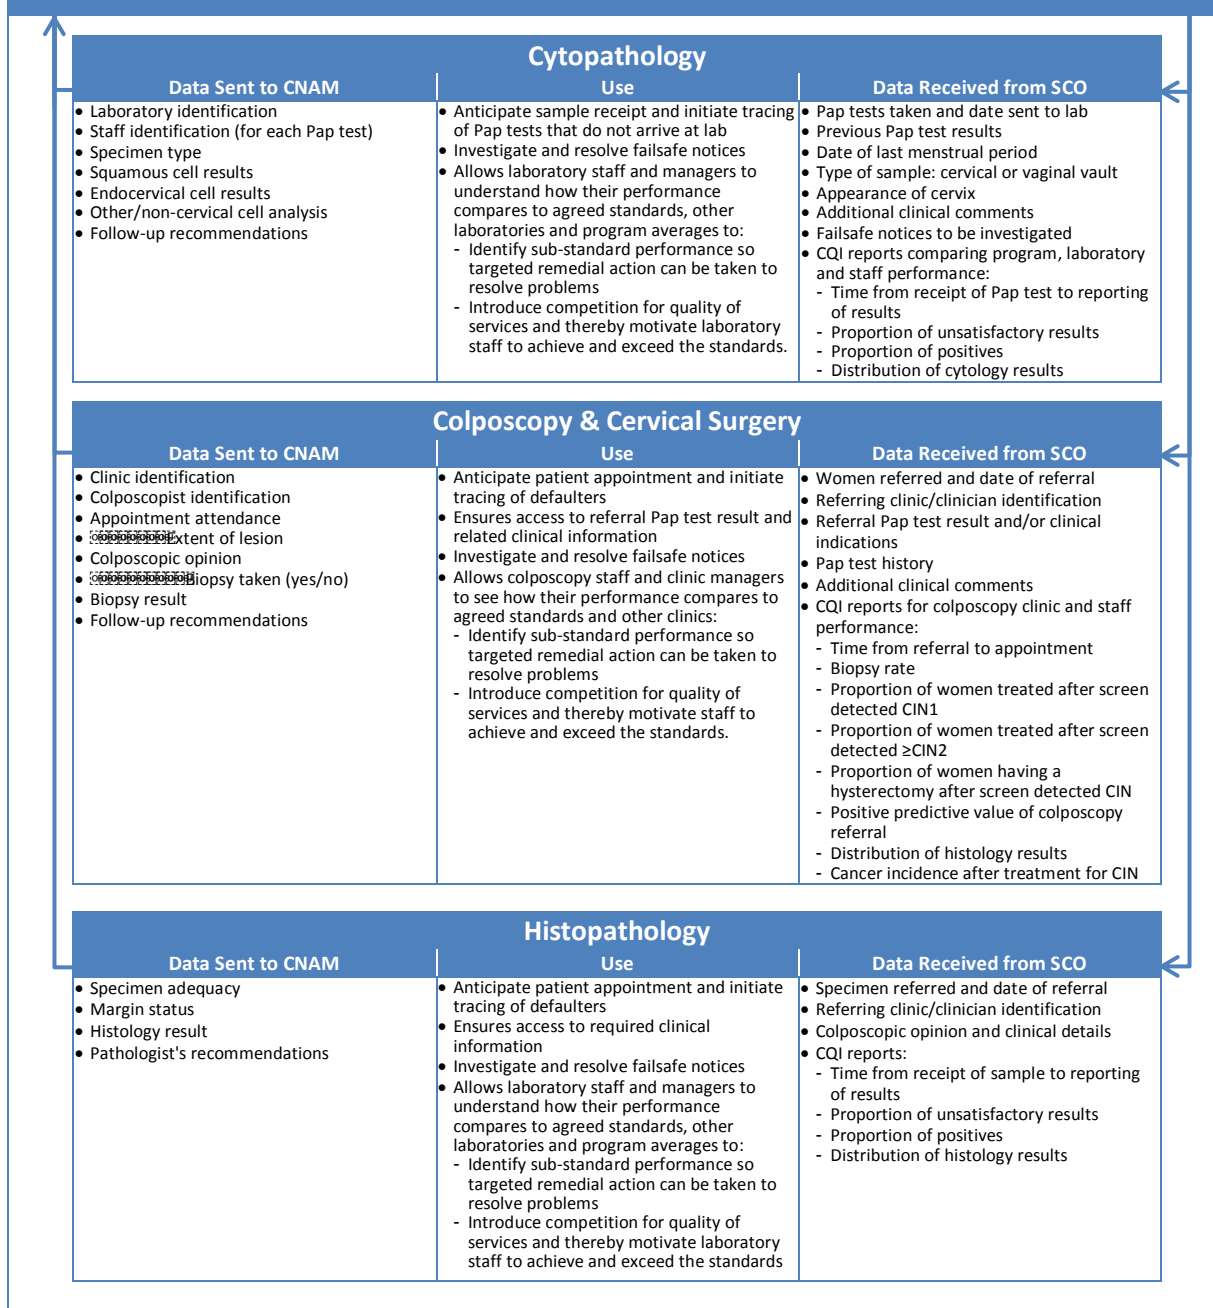 Cytopathology
Data Sent to CNAM
Use
Data Received from SCO
• Laboratory identification
• Staff identification (for each Pap test)
• Specimen type
• Squamous cell results
• Endocervical cell results
• Other/non-cervical cell analysis
• Follow-up recommendations
• Anticipate sample receipt and initiate tracing
of Pap tests that do not arrive at lab
• Investigate and resolve failsafe notices
• Allows laboratory staff and managers to
understand how their performance
compares to agreed standards, other
laboratories and program averages to:
- Identify sub-standard performance so
targeted remedial action can be taken to
resolve problems
- Introduce competition for quality of
services and thereby motivate laboratory
staff to achieve and exceed the standards.
• Pap tests taken and date sent to lab
• Previous Pap test results
• Date of last menstrual period
• Type of sample: cervical or vaginal vault
• Appearance of cervix
• Additional clinical comments
• Failsafe notices to be investigated
• CQI reports comparing program, laboratory
and staff performance:
- Time from receipt of Pap test to reporting
of results
- Proportion of unsatisfactory results
- Proportion of positives
- Distribution of cytology results
Colposcopy & Cervical Surgery
Data Sent to CNAM
Use
Data Received from SCO
• Clinic identification
• Colposcopist identification
• Appointment attendance
• Extent of lesion
• Colposcopic opinion
• Biopsy taken (yes/no)
• Biopsy result
• Follow-up recommendations
• Anticipate patient appointment and initiate
tracing of defaulters
• Ensures access to referral Pap test result and
related clinical information
• Investigate and resolve failsafe notices
• Allows colposcopy staff and clinic managers
to see how their performance compares to
agreed standards and other clinics:
- Identify sub-standard performance so
targeted remedial action can be taken to
resolve problems
- Introduce competition for quality of
services and thereby motivate staff to
achieve and exceed the standards.
• Women referred and date of referral
• Referring clinic/clinician identification
• Referral Pap test result and/or clinical
indications
• Pap test history
• Additional clinical comments
• CQI reports for colposcopy clinic and staff
performance:
- Time from referral to appointment
- Biopsy rate
- Proportion of women treated after screen
detected CIN1
- Proportion of women treated after screen
detected ≥CIN2
- Proportion of women having a
hysterectomy after screen detected CIN
- Positive predictive value of colposcopy
referral
- Distribution of histology results
- Cancer incidence after treatment for CIN
Histopathology
Data Sent to CNAM
Use
Data Received from SCO
• Specimen adequacy
• Margin status
• Histology result
• Pathologist's recommendations
• Anticipate patient appointment and initiate
tracing of defaulters
• Ensures access to required clinical
information
• Investigate and resolve failsafe notices
• Allows laboratory staff and managers to
understand how their performance
compares to agreed standards, other
laboratories and program averages to:
- Identify sub-standard performance so
targeted remedial action can be taken to
resolve problems
- Introduce competition for quality of
services and thereby motivate laboratory
staff to achieve and exceed the standards
• Specimen referred and date of referral
• Referring clinic/clinician identification
• Colposcopic opinion and clinical details
• CQI reports:
- Time from receipt of sample to reporting
of results
- Proportion of unsatisfactory results
- Proportion of positives
- Distribution of histology results